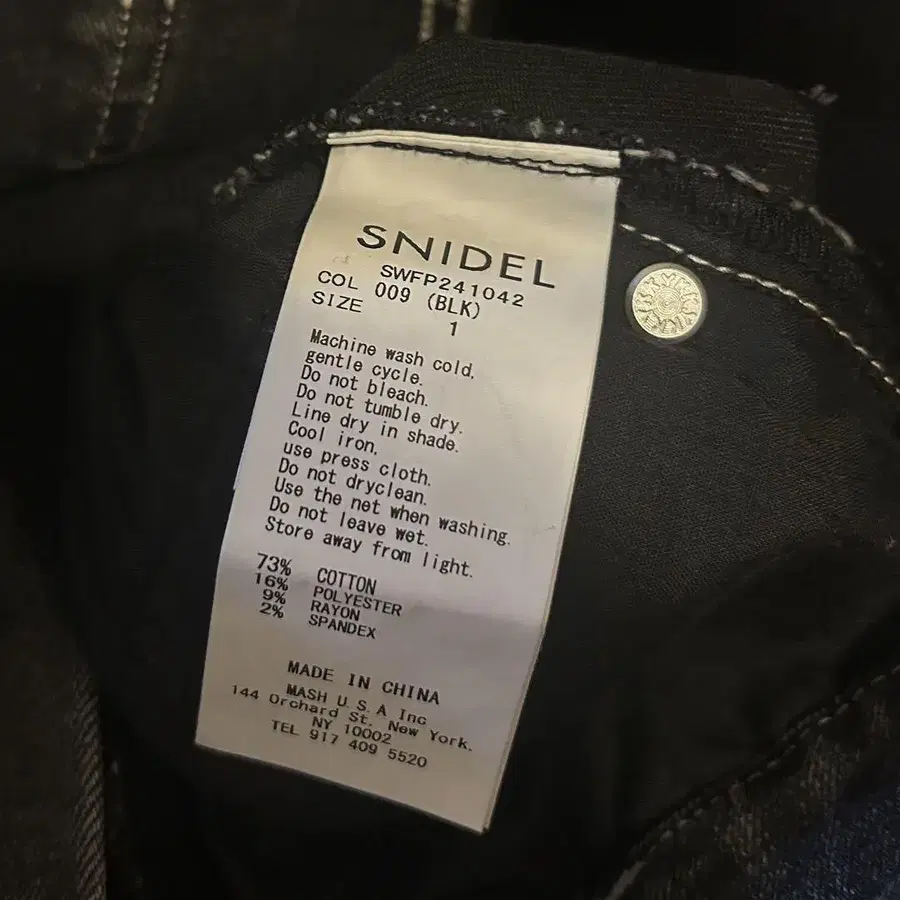 SNIDEL
SWFP241042
COL 009 (BLK)
SIZE 1
Machine wash cold,
gentle cycle.
Do not bleach.
Do not tumble dry.
Line dry in shade.
Cool iron,
use press cloth.
Do not dryclean.
Use the net when washing.
Do not leave wet.
Store away from light.
73% COTTON
16% POLYESTER
9% RAYON
2% SPANDEX
MADE IN CHINA
MASH U.S.A Inc
144 Orchard St. New York.
NY 10002
TEL 917 409 5520